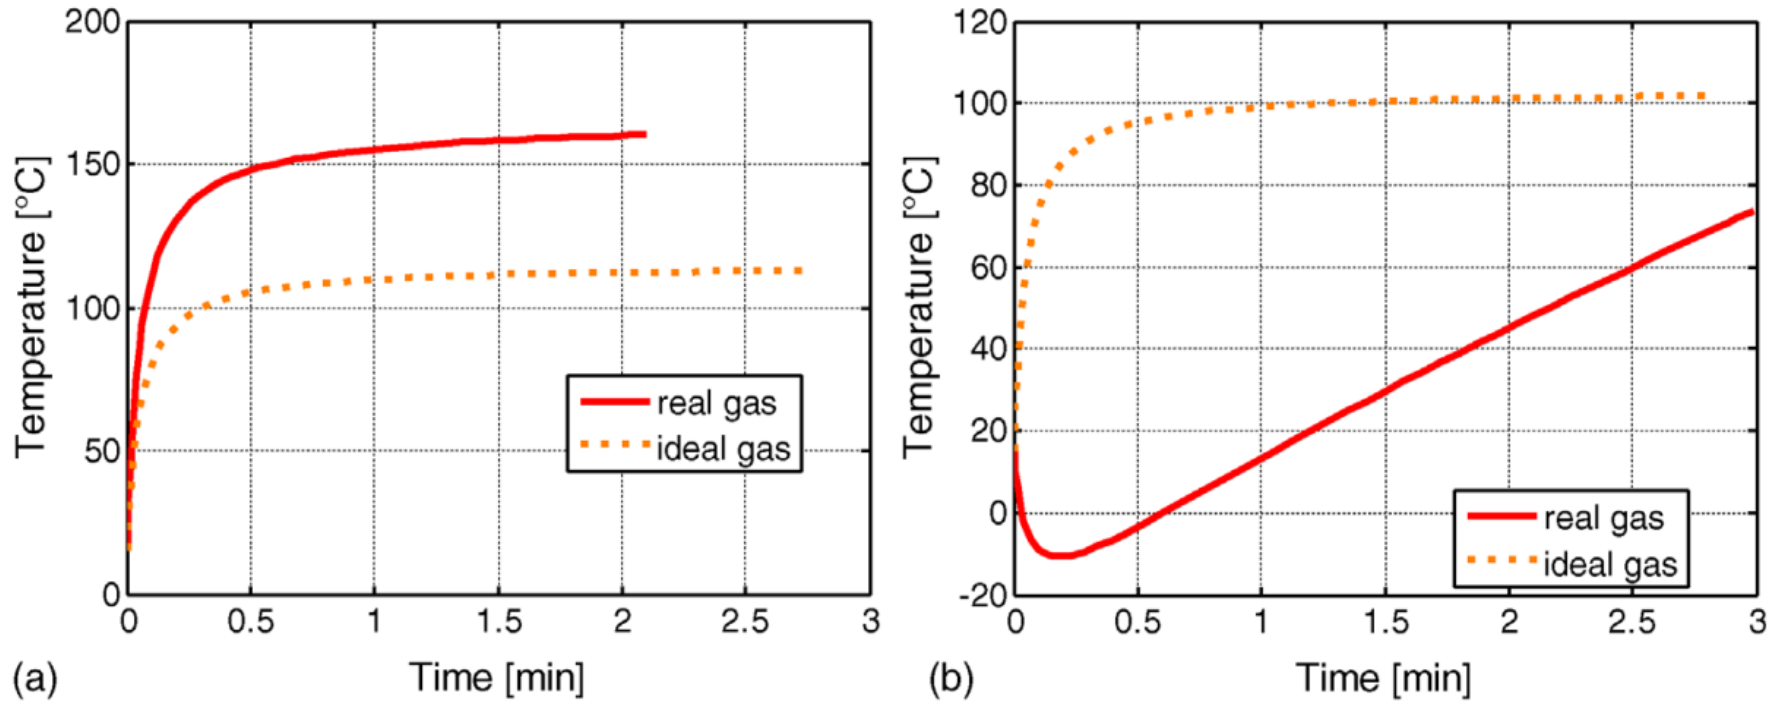 200
150
100
50
0
0
0.5
1
1.5
2
2.5
3
Temperature [°C]
Time [min]
real gas
ideal gas
(a)
120
100
80
60
40
20
0
-20
0
0.5
1
1.5
2
2.5
3
Temperature [°C]
Time [min]
real gas
ideal gas
(b)